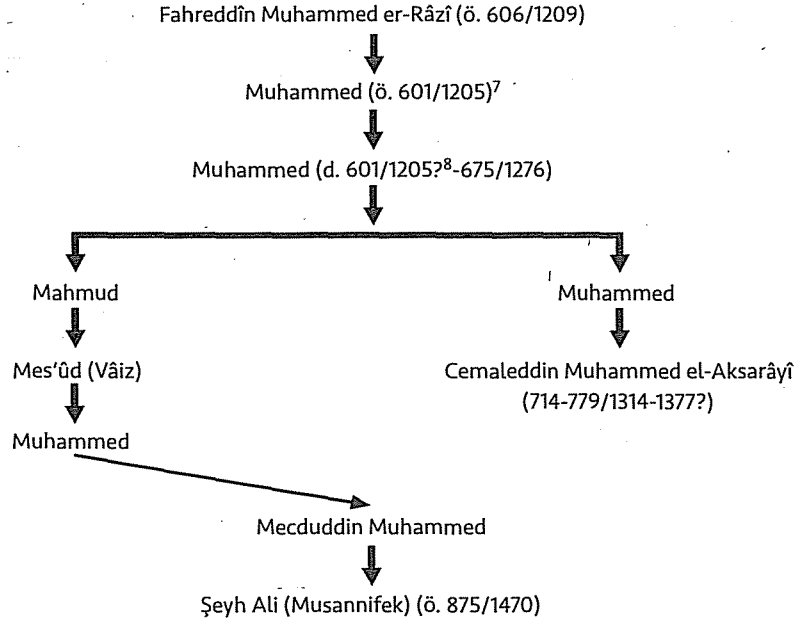 Fahreddîn Muhammed er-Râzî (ö. 606/1209)
Muhammed (ö. 601/1205)⁷
Muhammed (d. 601/1205?⁸-675/1276)
Mahmud
Muhammed
Mes'ûd (Vâiz)
Cemaleddin Muhammed el-Aksarâyî
(714-779/1314-1377?)
Muhammed
Mecduddin Muhammed
Şeyh Ali (Musannifek) (ö. 875/1470)